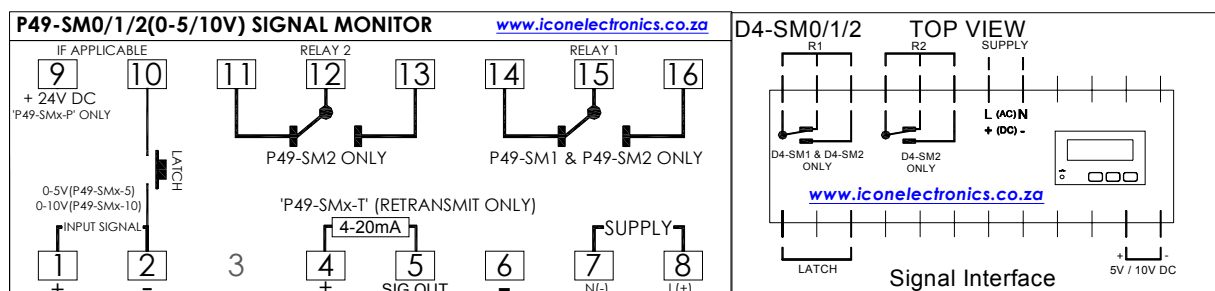 P49-SM0/1/2(0-5/10V) SIGNAL MONITOR
www.iconelectronics.co.za
IF APPLICABLE
RELAY 2
RELAY 1
9 10 11 12 13 14 15 16
+ 24V DC
'P49-SMx-P' ONLY
LATCH
P49-SM2 ONLY
P49-SM1 & P49-SM2 ONLY
0-5V(P49-SMx-5)
0-10V(P49-SMx-10)
INPUT SIGNAL
'P49-SMx-T' (RETRANSMIT ONLY)
4-20mA
SUPPLY
1 2 3 4 5 6 7 8
+ - + SIG OUT - N(-) L(+)
D4-SM0/1/2
TOP VIEW
R1
R2
SUPPLY
L (AC) N
+ (DC) -
D4-SM1 & D4-SM2
ONLY
D4-SM2
ONLY
www.iconelectronics.co.za
LATCH
Signal Interface
+ -
5V / 10V DC